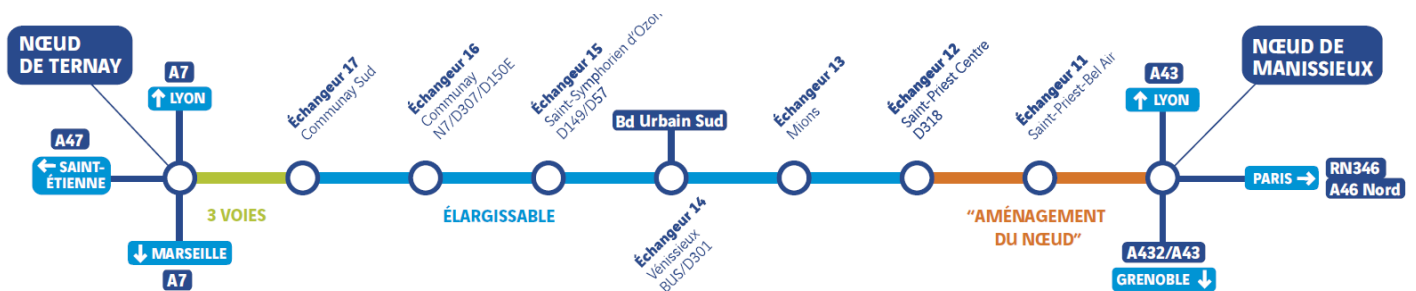 NŒUD
DE TERNAY
A7
↑ LYON
A47
← SAINT-
ÉTIENNE
↓ MARSEILLE
A7
3 VOIES
Échangeur 17
Communay Sud
Échangeur 16
Communay
N7/D307/D150E
ÉLARGISSABLE
Échangeur 15
Saint-Symphorien d'Ozon
D149/D57
Bd Urbain Sud
Échangeur 14
Vénissieux
BUS/D301
Échangeur 13
Mions
Échangeur 12
Saint-Priest Centre
D318
Échangeur 11
Saint-Priest-Bel Air
“AMÉNAGEMENT
DU NŒUD”
A43
↑ LYON
NŒUD DE
MANISSIEUX
PARIS →
RN346
A46 Nord
A432/A43
GRENOBLE ↓